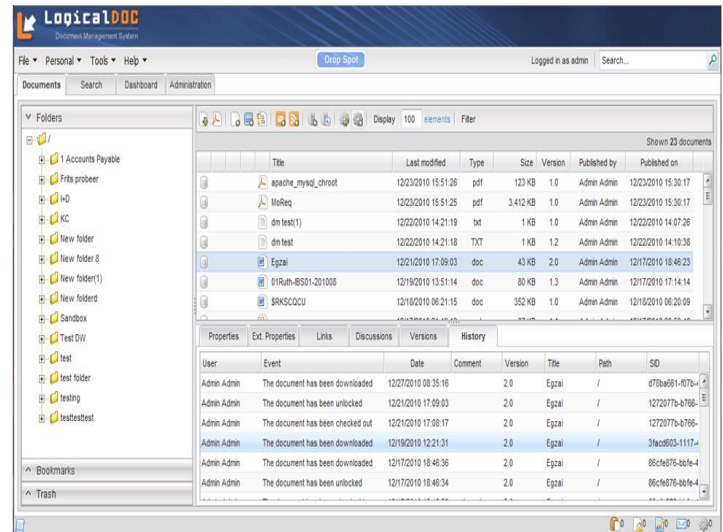 LogicalDOC
Document Management System
File Personal Tools Help Drop Spot Logged in as admin Search...
Documents Search Dashboard Administration
Folders
/
1 Accounts Payable
Frits probeer
I+D
KC
New folder
New folder 8
New folder(1)
New folderd
Sandbox
Test DW
test
test folder
testing
testtesttest
Bookmarks
Trash
Display 100 elements Filter
Shown 23 documents
Title Last modified Type Size Version Published by Published on
apache_mysql_chroot 12/23/2010 15:51:26 pdf 123 KB 1.0 Admin Admin 12/23/2010 15:30:17
MoReq 12/23/2010 15:51:25 pdf 3,412 KB 1.0 Admin Admin 12/23/2010 15:30:17
dm test(1) 12/22/2010 14:21:19 txt 1 KB 1.0 Admin Admin 12/22/2010 14:07:26
dm test 12/22/2010 14:21:18 TXT 1 KB 1.2 Admin Admin 12/22/2010 14:10:38
Egzai 12/21/2010 17:09:03 doc 43 KB 2.0 Admin Admin 12/17/2010 18:46:23
01Ruth-IBS01-201008 12/19/2010 13:51:14 doc 80 KB 1.3 Admin Admin 12/17/2010 17:14:14
$RKSCQCU 12/18/2010 06:21:15 doc 352 KB 1.0 Admin Admin 12/18/2010 06:20:09
Properties Ext. Properties Links Discussions Versions History
User Event Date Comment Version Title Path SID
Admin Admin The document has been downloaded 12/27/2010 08:35:16 2.0 Egzai / d78ba661-f07b-4
Admin Admin The document has been unlocked 12/21/2010 17:09:03 2.0 Egzai / 1272077b-b766-
Admin Admin The document has been checked out 12/21/2010 17:08:17 2.0 Egzai / 1272077b-b766-
Admin Admin The document has been downloaded 12/19/2010 12:21:31 2.0 Egzai / 3facd603-1117-4
Admin Admin The document has been downloaded 12/17/2010 18:46:36 2.0 Egzai / 86cfe876-bbfe-4
Admin Admin The document has been unlocked 12/17/2010 18:46:34 2.0 Egzai / 86cfe876-bbfe-4
0 0 0 0 0